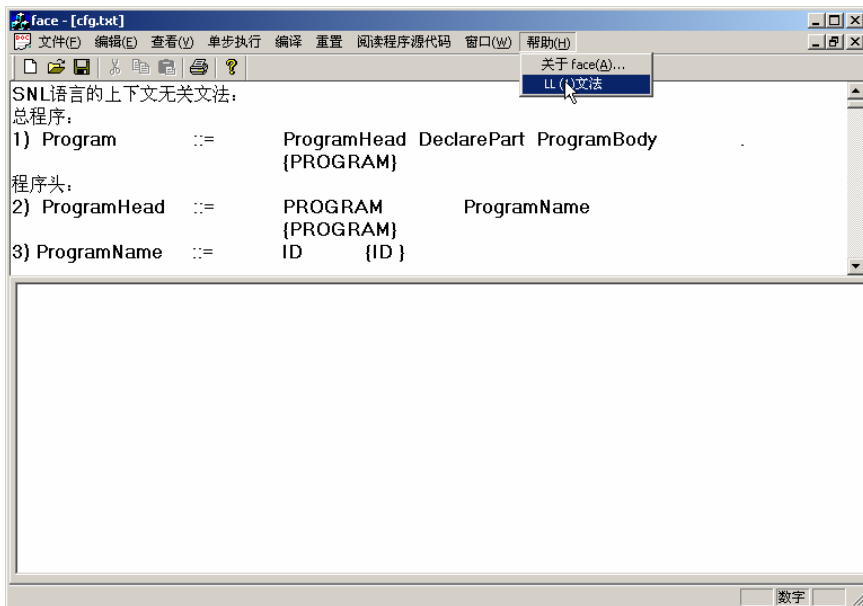 face - [cfg.txt]
文件(F) 编辑(E) 查看(V) 单步执行 编译 重置 阅读程序源代码 窗口(W) 帮助(H)
关于 face(A)...
LL(1)文法
SNL语言的上下文无关文法:
总程序:
1) Program ::= ProgramHead DeclarePart ProgramBody .
{PROGRAM}
程序头:
2) ProgramHead ::= PROGRAM ProgramName
{PROGRAM}
3) ProgramName ::= ID {ID }
数字